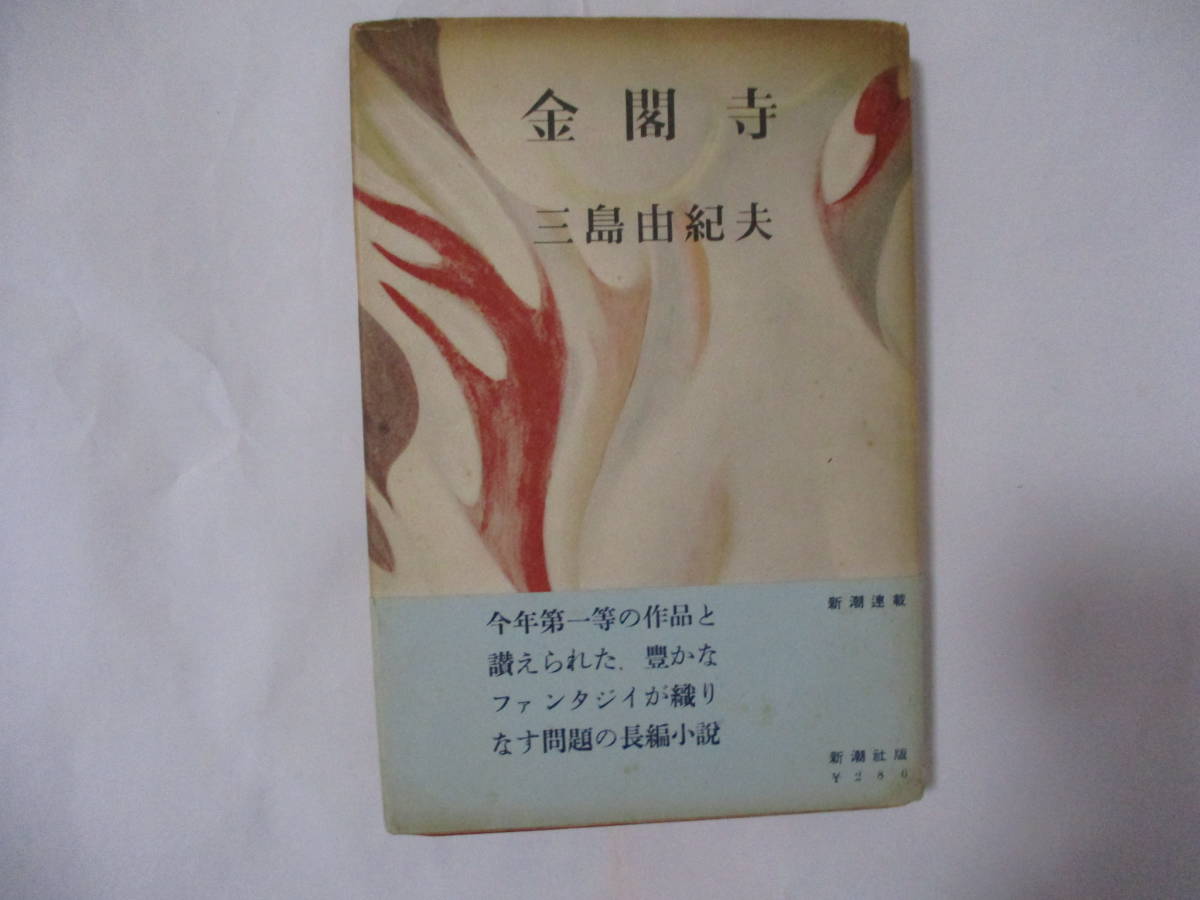 金閣寺
三島由紀夫
今年第一等の作品と
讃えられた、豊かな
ファンタジイが織り
なす問題の長編小説
新潮連載
新潮社版
¥280